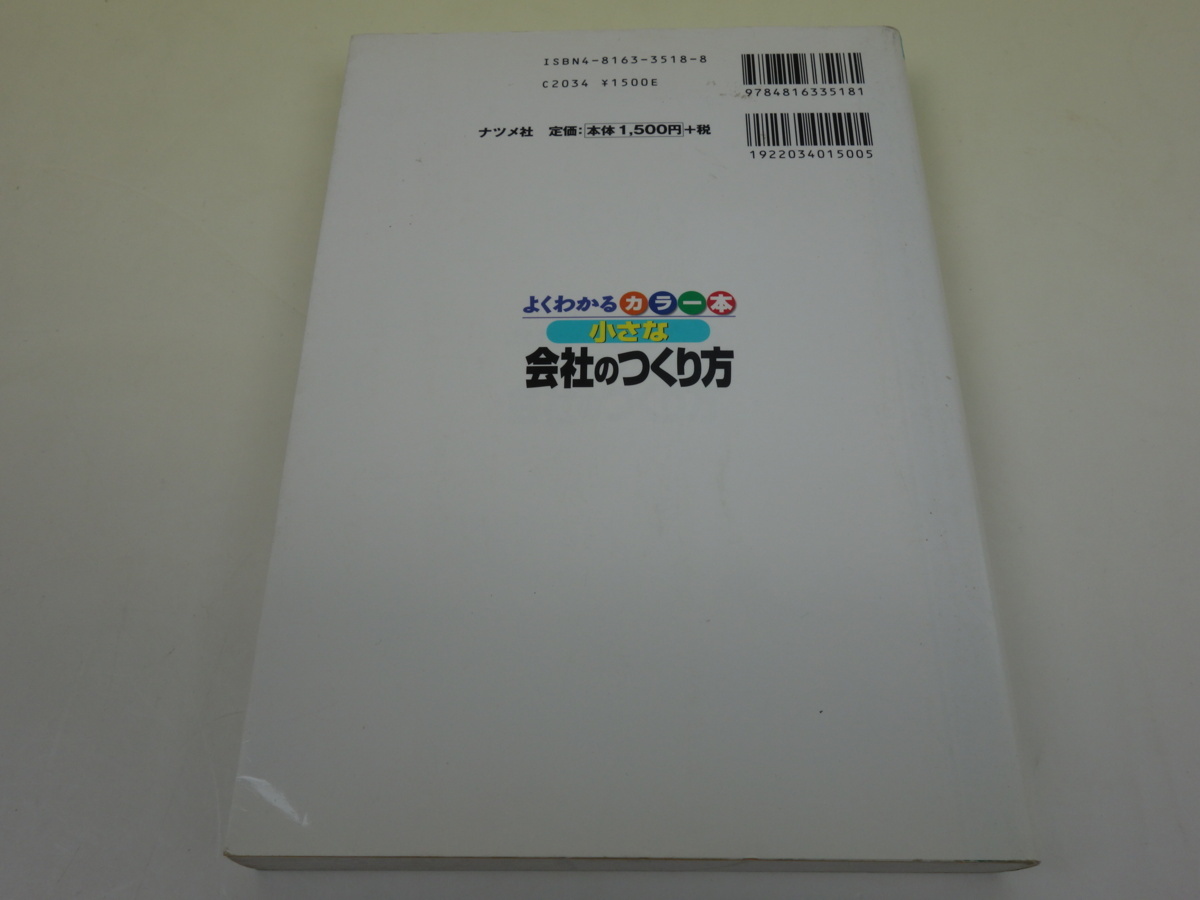 ISBN4-8163-3518-8
C2034 ¥1500E
9784816335181
ナツメ社 定価：本体1,500円+税
1922034015005
よくわかるカラー本
小さな
会社のつくり方